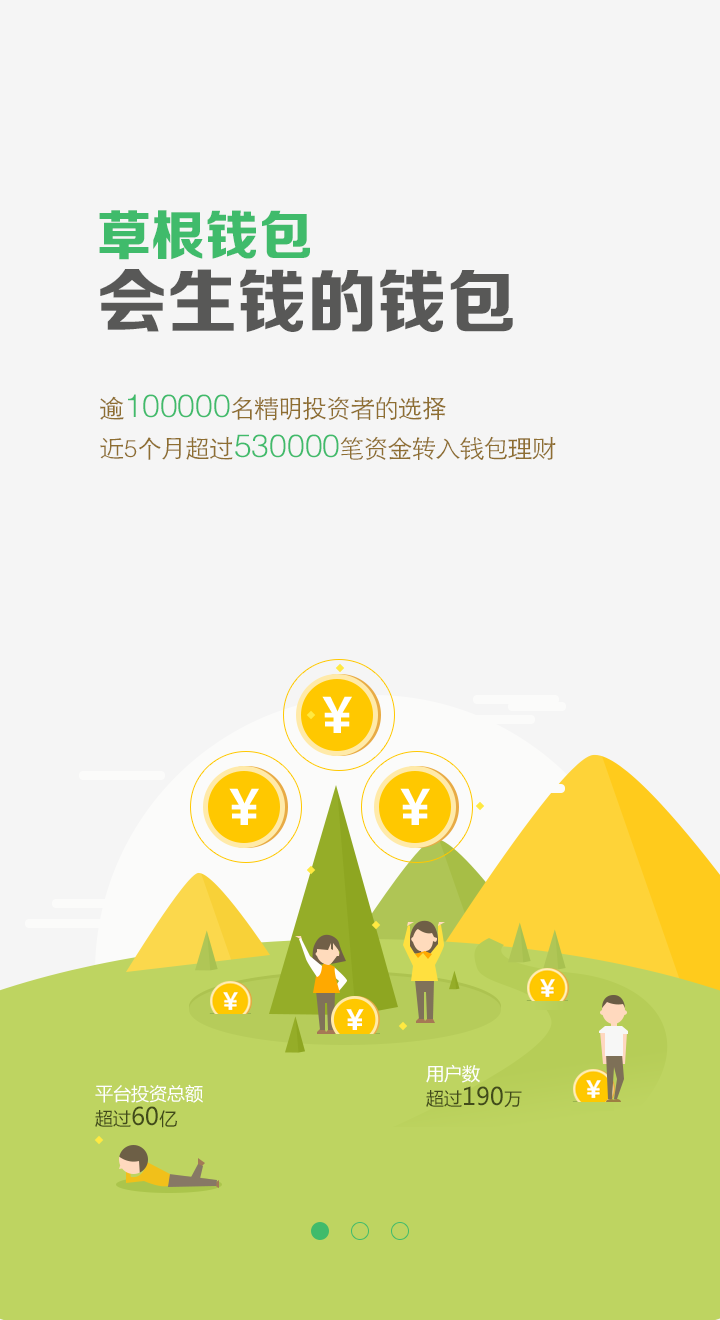 草根钱包
会生钱的钱包
逾100000名精明投资者的选择
近5个月超过530000笔资金转入钱包理财
¥
¥
¥
¥
¥
¥
¥
用户数
超过190万
平台投资总额
超过60亿